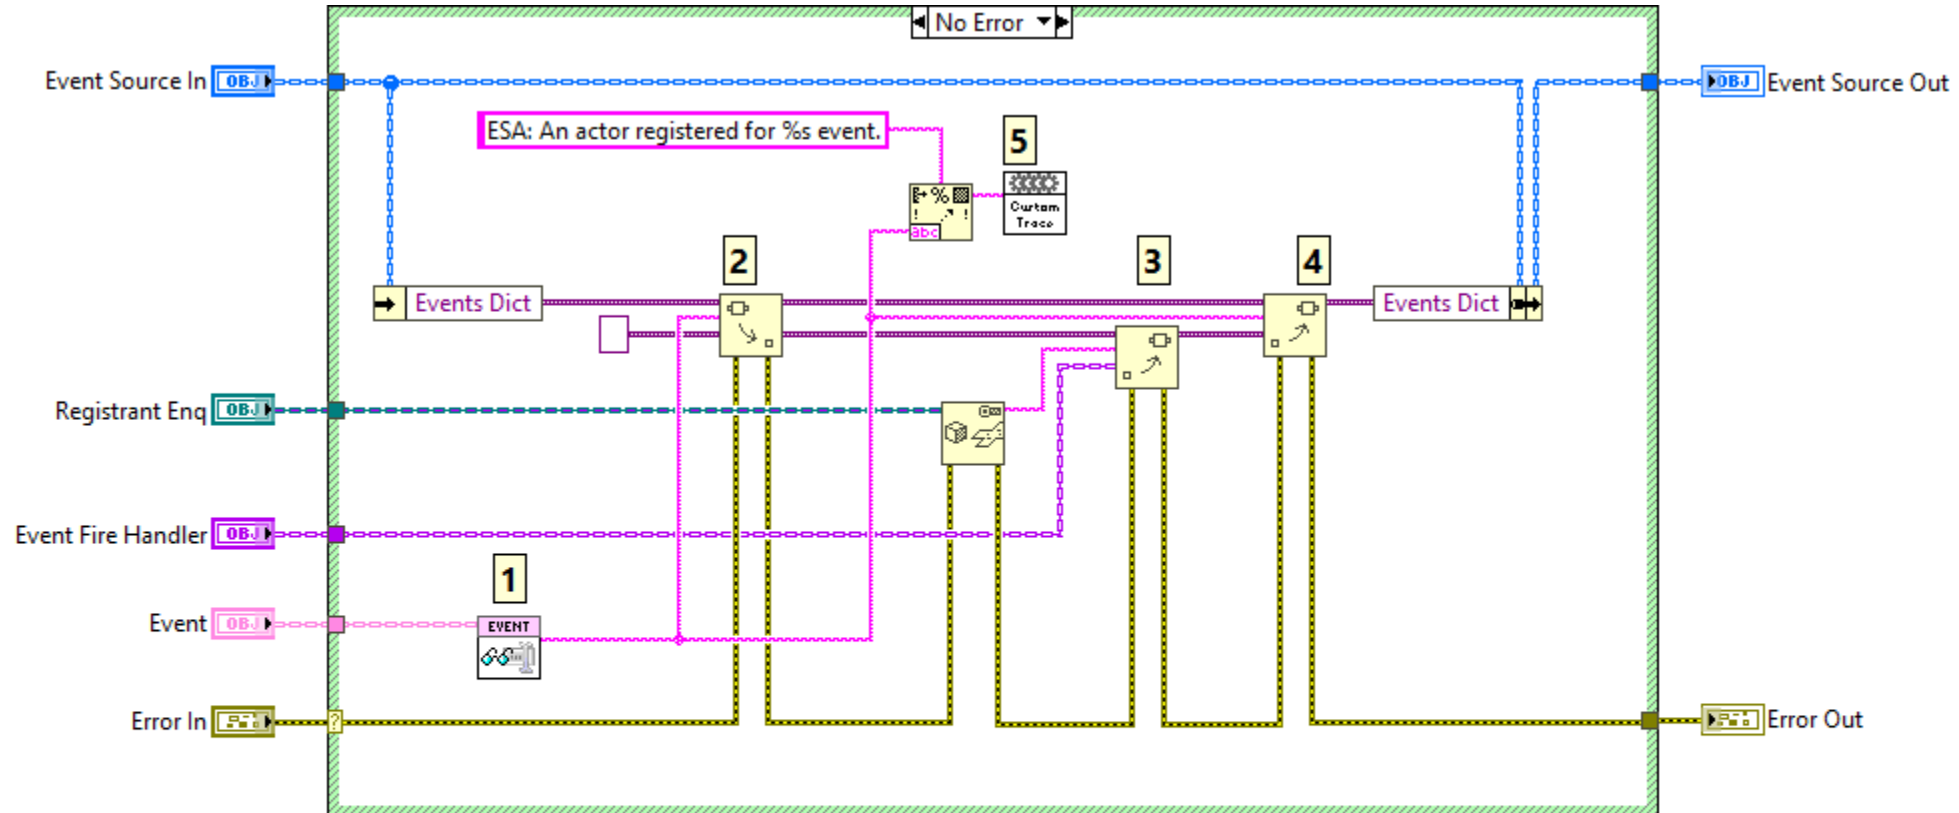 No Error
Event Source In
OBJ
OBJ
Event Source Out
ESA: An actor registered for %s event.
5
%
!
!
abc
Custom
Trace
2
3
4
Events Dict
Events Dict
Registrant Enq
OBJ
Event Fire Handler
OBJ
1
Event
OBJ
EVENT
Error In
?
Error Out